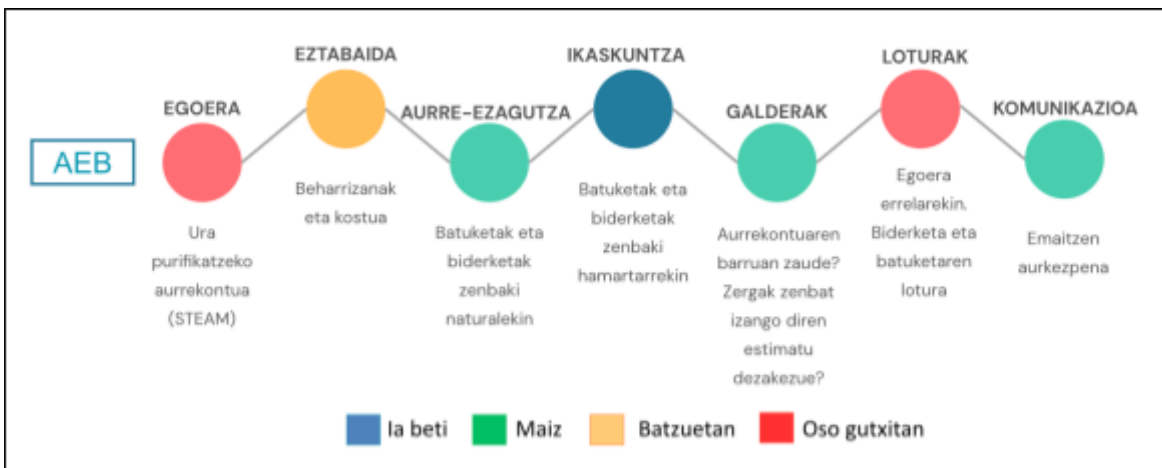 AEB
EGOERA
Ura
purifikatzeko
aurrekontua
(STEAM)
EZTABAIDA
Beharrizanak
eta kostua
AURRE-EZAGUTZA
Batuketak eta
biderketak
zenbaki
naturalekin
IKASKUNTZA
Batuketak eta
biderketak
zenbaki
hamartarrekin
GALDERAK
Aurrekontuaren
barruan zaude?
Zergak zenbat
izango diren
estimatu
dezakezue?
LOTURAK
Egoera
errelarekin.
Biderketa eta
batuketaren
lotura
KOMUNIKAZIOA
Emaitzen
aurkezpena
Ia beti
Maiz
Batzuetan
Oso gutxitan